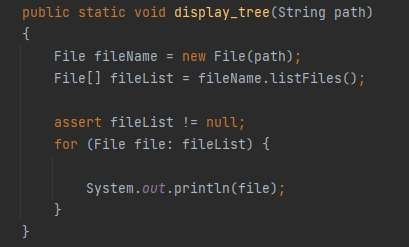 public static void display_tree(String path)
{
    File fileName = new File(path);
    File[] fileList = fileName.listFiles();
    assert fileList != null;
    for (File file: fileList) {
        System.out.println(file);
    }
}